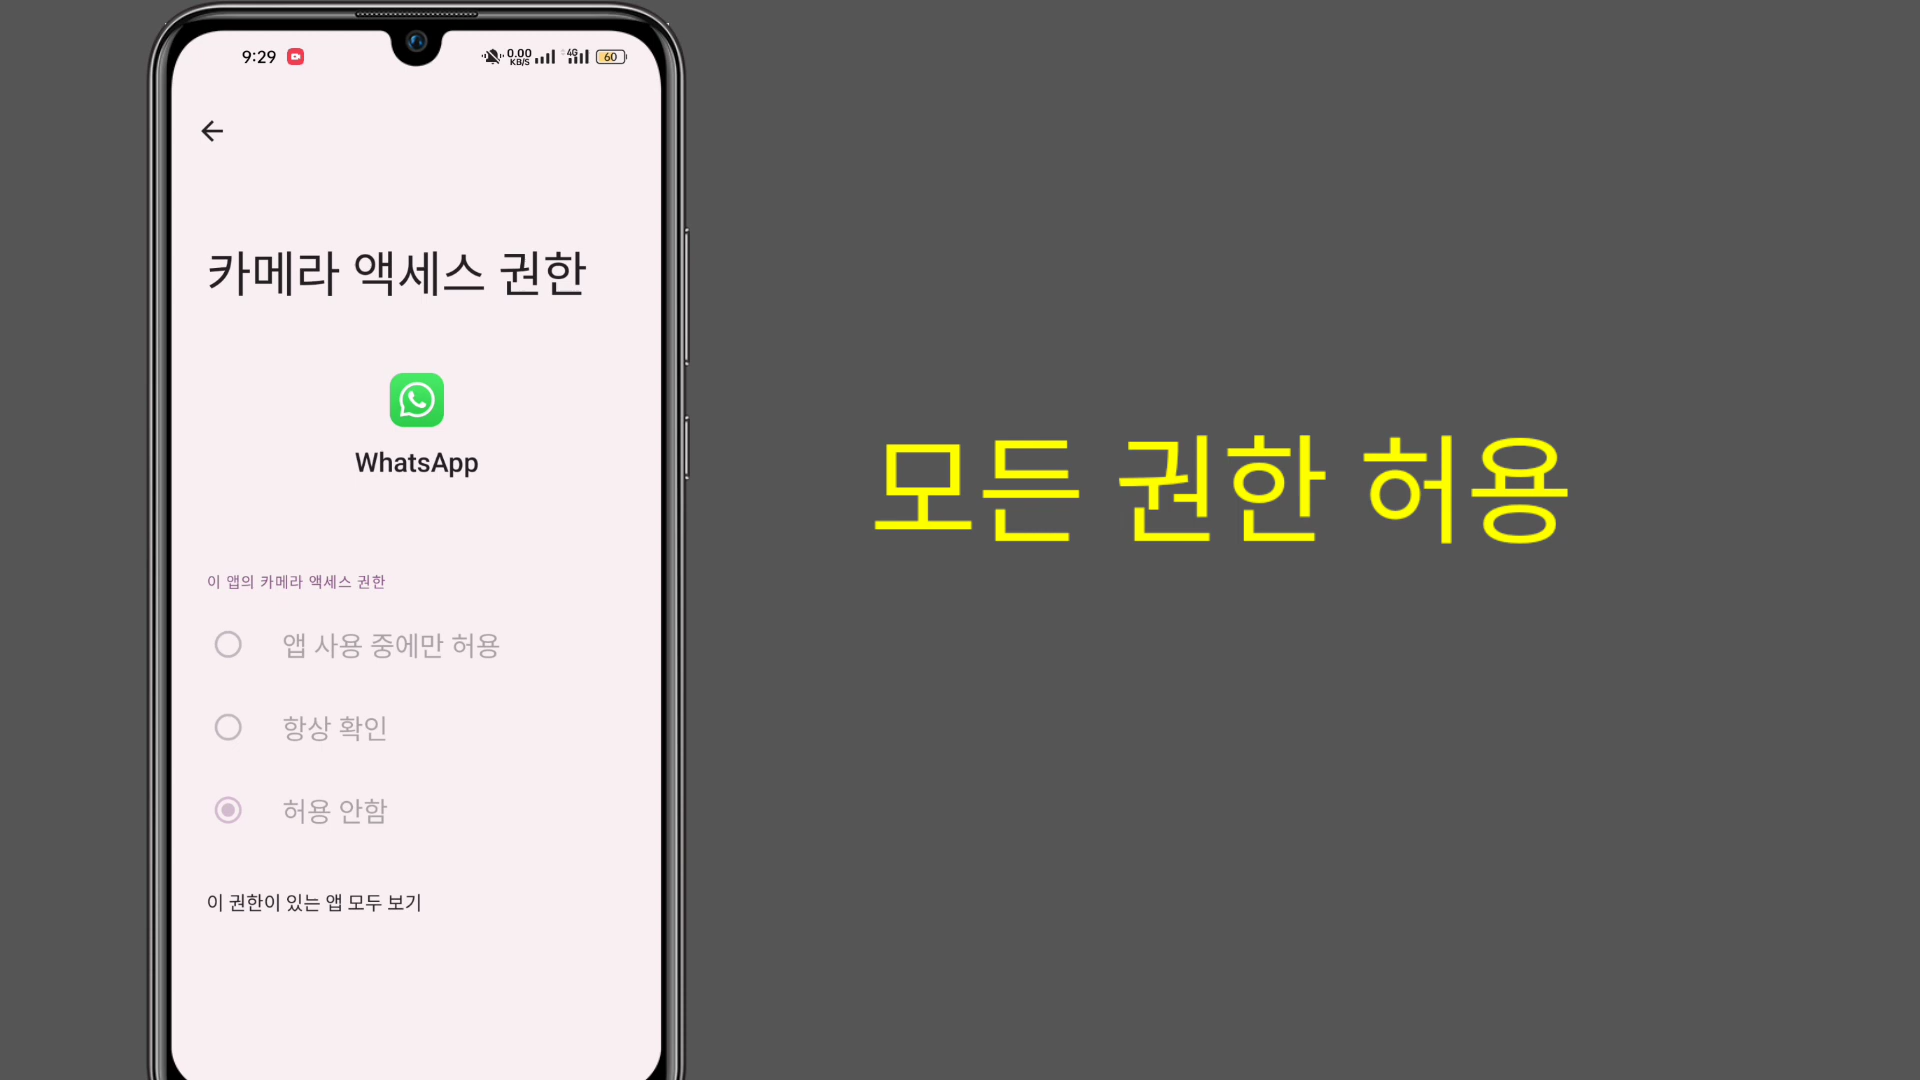 9:29
0.00
KB/S
4G
60
카메라 액세스 권한
WhatsApp
이 앱의 카메라 액세스 권한
앱 사용 중에만 허용
항상 확인
허용 안함
이 권한이 있는 앱 모두 보기
모든 권한 허용